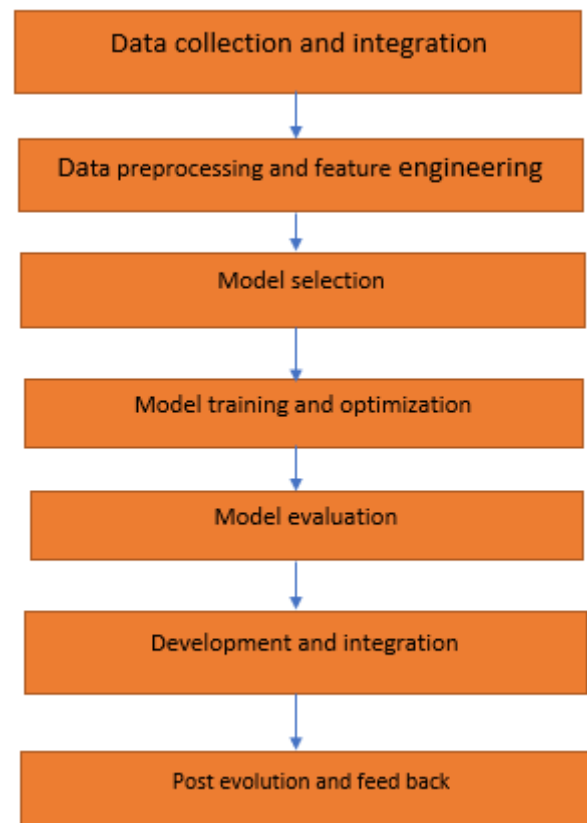 Data collection and integration
Data preprocessing and feature engineering
Model selection
Model training and optimization
Model evaluation
Development and integration
Post evolution and feed back